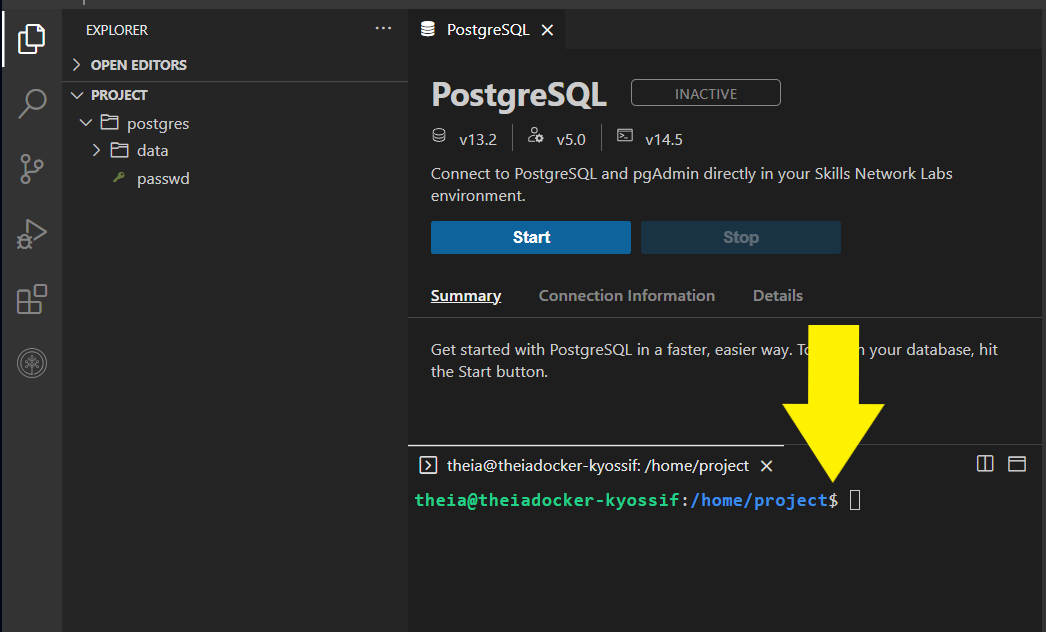 EXPLORER
OPEN EDITORS
PROJECT
postgres
data
passwd
PostgreSQL
PostgreSQL INACTIVE
v13.2 v5.0 v14.5
Connect to PostgreSQL and pgAdmin directly in your Skills Network Labs
environment.
Start Stop
Summary Connection Information Details
Get started with PostgreSQL in a faster, easier way. your database, hit
the Start button.
theia@theiadocker-kyossif: /home/project
theia@theiadocker-kyossif:/home/project$